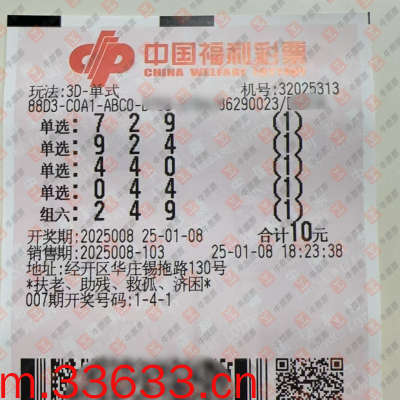 中国福利彩票
CHINA WELFARE
玩法:3D-单式 机号:32025313
88D3-C0A1-ABC0- 06290023/
单选: 7 2 9 (1)
单选: 9 2 4 (1)
单选: 4 4 0 (1)
单选: 0 4 4 (1)
组六: 2 4 9 (1)
开奖期:2025008 25-01-08 合计10元
销售期:2025008-103 25-01-08 18:23:38
地址:经开区华庄锡拖路130号
*扶老、助残、救孤、济困*
007期开奖号码:1-4-1
m.33633.cn